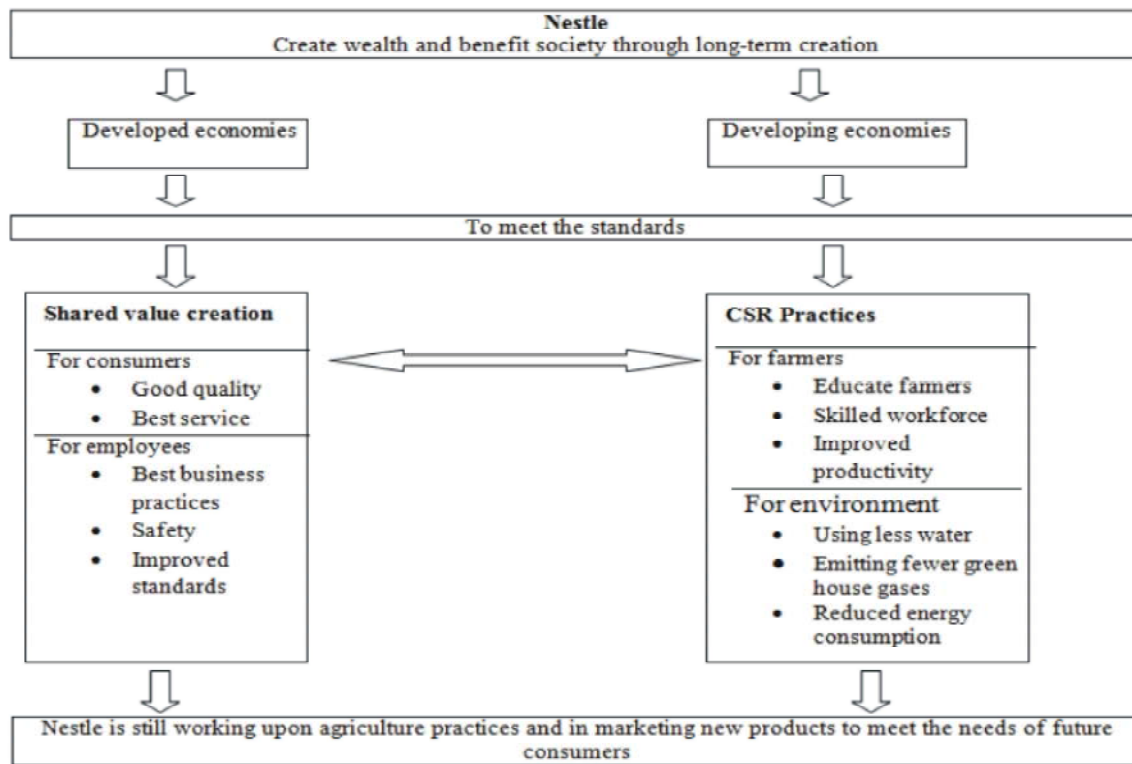 Nestle
Create wealth and benefit society through long-term creation
Developed economies
Developing economies
To meet the standards
Shared value creation
For consumers
• Good quality
• Best service
For employees
• Best business
practices
• Safety
• Improved
standards
CSR Practices
For farmers
• Educate farmers
• Skilled workforce
• Improved
productivity
For environment
• Using less water
• Emitting fewer green
house gases
• Reduced energy
consumption
Nestle is still working upon agriculture practices and in marketing new products to meet the needs of future
consumers